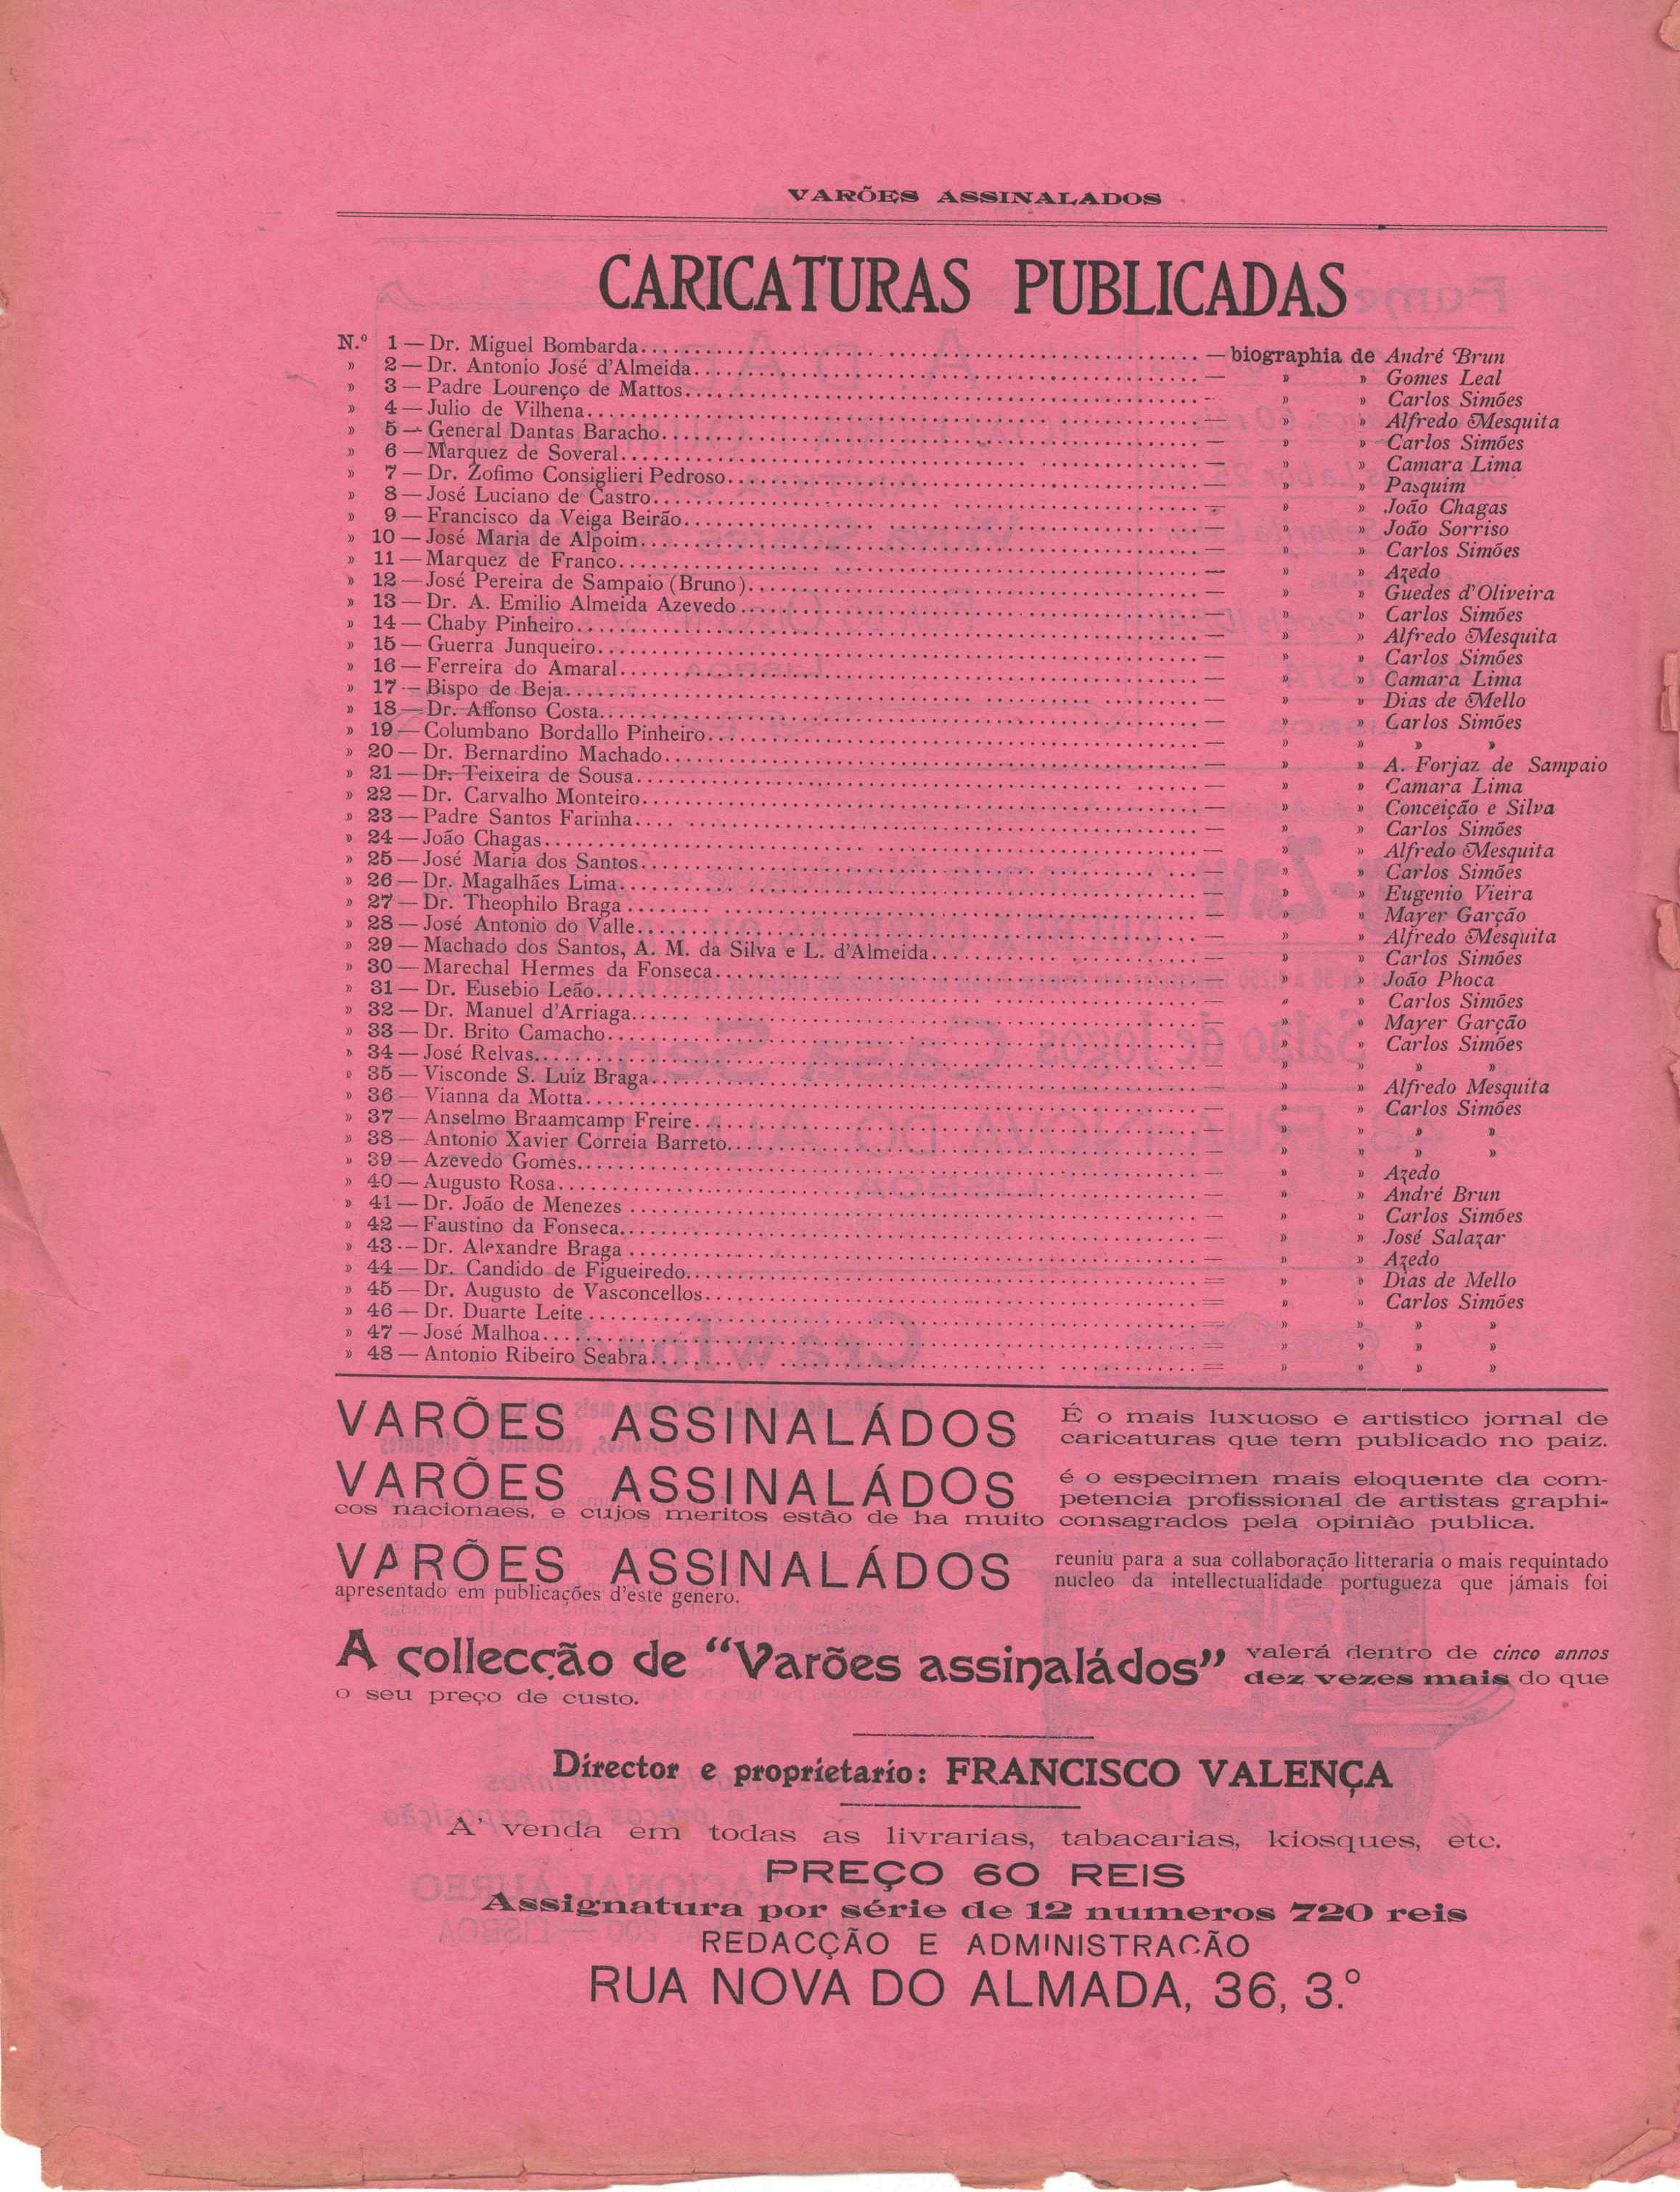 VARÕES ASSINALADOS
CARICATURAS PUBLICADAS
N.º 1 — Dr. Miguel Bombarda — biographia de André Brun
» 2 — Dr. Antonio José d'Almeida — » » Gomes Leal
» 3 — Padre Lourenço de Mattos — » » Carlos Simões
» 4 — Julio de Vilhena — » » Alfredo Mesquita
» 5 — General Dantas Baracho — » » Carlos Simões
» 6 — Marquez de Soveral — » » Camara Lima
» 7 — Dr. Zofimo Consiglieri Pedroso — » » Pasquim
» 8 — José Luciano de Castro — » » João Chagas
» 9 — Francisco da Veiga Beirão — » » João Sorriso
» 10 — José Maria de Alpoim — » » Carlos Simões
» 11 — Marquez de Franco — » » Azedo
» 12 — José Pereira de Sampaio (Bruno) — » » Guedes d'Oliveira
» 13 — Dr. A. Emilio Almeida Azevedo — » » Carlos Simões
» 14 — Chaby Pinheiro — » » Alfredo Mesquita
» 15 — Guerra Junqueiro — » » Carlos Simões
» 16 — Ferreira do Amaral — » » Camara Lima
» 17 — Bispo de Beja — » » Dias de Mello
» 18 — Dr. Affonso Costa — » » Carlos Simões
» 19 — Columbano Bordallo Pinheiro — » » » »
» 20 — Dr. Bernardino Machado — » » A. Forjaz de Sampaio
» 21 — Dr. Teixeira de Sousa — » » Camara Lima
» 22 — Dr. Carvalho Monteiro — » » Conceição e Silva
» 23 — Padre Santos Farinha — » » Carlos Simões
» 24 — João Chagas — » » Alfredo Mesquita
» 25 — José Maria dos Santos — » » Carlos Simões
» 26 — Dr. Magalhães Lima — » » Eugenio Vieira
» 27 — Dr. Theophilo Braga — » » Mayer Garção
» 28 — José Antonio do Valle — » » Alfredo Mesquita
» 29 — Machado dos Santos, A. M. da Silva e L. d'Almeida — » » Carlos Simões
» 30 — Marechal Hermes da Fonseca — » » João Phoca
» 31 — Dr. Eusebio Leão — » » Carlos Simões
» 32 — Dr. Manuel d'Arriaga — » » Mayer Garção
» 33 — Dr. Brito Camacho — » » Carlos Simões
» 34 — José Relvas — » » » »
» 35 — Visconde S. Luiz Braga — » » Alfredo Mesquita
» 36 — Vianna da Motta — » » Carlos Simões
» 37 — Anselmo Braamcamp Freire — » » » »
» 38 — Antonio Xavier Correia Barreto — » » » »
» 39 — Azevedo Gomes — » » Azedo
» 40 — Augusto Rosa — » » André Brun
» 41 — Dr. João de Menezes — » » Carlos Simões
» 42 — Faustino da Fonseca — » » José Salazar
» 43 — Dr. Alexandre Braga — » » Azedo
» 44 — Dr. Candido de Figueiredo — » » Dias de Mello
» 45 — Dr. Augusto de Vasconcellos — » » Carlos Simões
» 46 — Dr. Duarte Leite — » » » »
» 47 — José Malhoa — » » » »
» 48 — Antonio Ribeiro Seabra — » » » »
VARÕES ASSINALÁDOS É o mais luxuoso e artistico jornal de
caricaturas que tem publicado no paiz.
VARÕES ASSINALÁDOS é o especimen mais eloquente da com-
petencia profissional de artistas graphi-
cos nacionaes, e cujos meritos estão de ha muito consagrados pela opinião publica.
VARÕES ASSINALÁDOS reuniu para a sua collaboração litteraria o mais requintado
nucleo da intellectualidade portugueza que jámais foi
apresentado em publicações d'este genero.
A collecção de "Varões assinaládos" valerá dentro de cinco annos
dez vezes mais do que
o seu preço de custo.
Director e proprietario: FRANCISCO VALENÇA
A' venda em todas as livrarias, tabacarias, kiosques, etc.
PREÇO 60 REIS
Assignatura por série de 12 numeros 720 reis
REDACÇÃO E ADMINISTRAÇÃO
RUA NOVA DO ALMADA, 36, 3.º